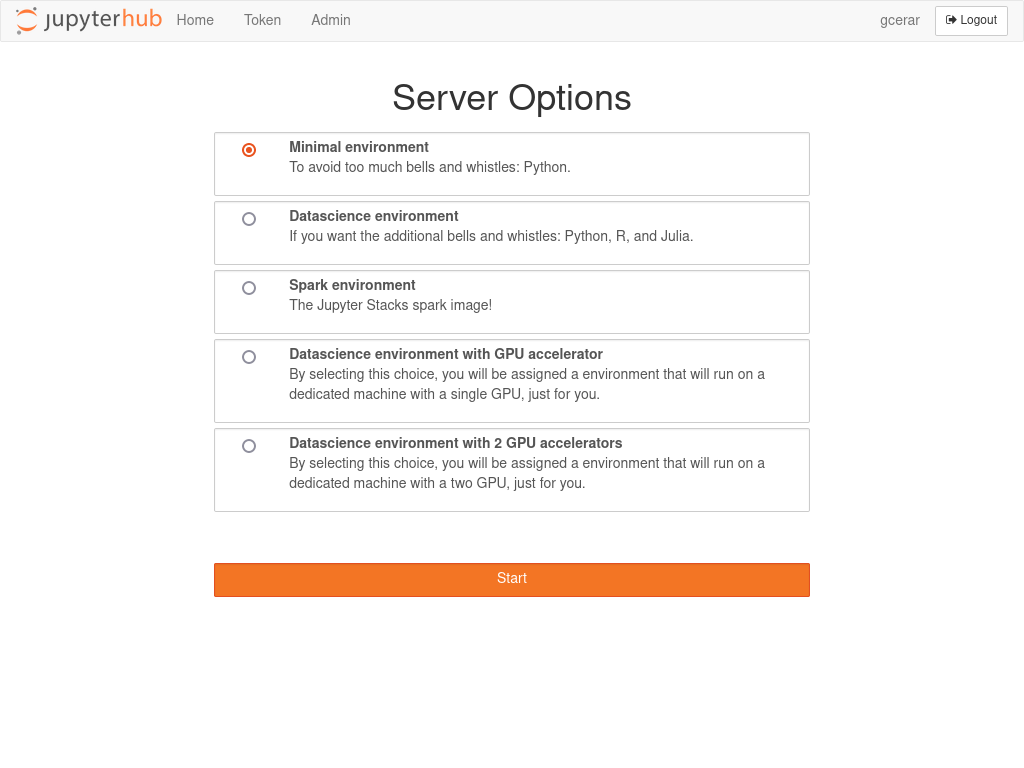 jupyterhub Home Token Admin gcerar Logout
Server Options
Minimal environment
To avoid too much bells and whistles: Python.
Datascience environment
If you want the additional bells and whistles: Python, R, and Julia.
Spark environment
The Jupyter Stacks spark image!
Datascience environment with GPU accelerator
By selecting this choice, you will be assigned a environment that will run on a
dedicated machine with a single GPU, just for you.
Datascience environment with 2 GPU accelerators
By selecting this choice, you will be assigned a environment that will run on a
dedicated machine with a two GPU, just for you.
Start